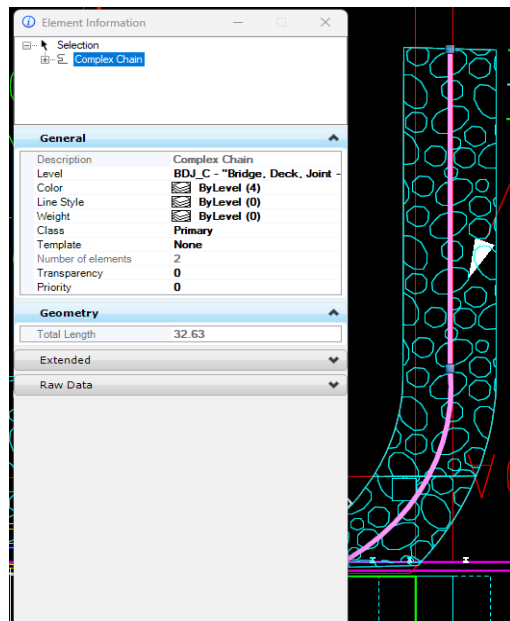 Element Information
Selection
Complex Chain
General
Description Complex Chain
Level BDJ_C - "Bridge, Deck, Joint -
Color ByLevel (4)
Line Style ByLevel (0)
Weight ByLevel (0)
Class Primary
Template None
Number of elements 2
Transparency 0
Priority 0
Geometry
Total Length 32.63
Extended
Raw Data